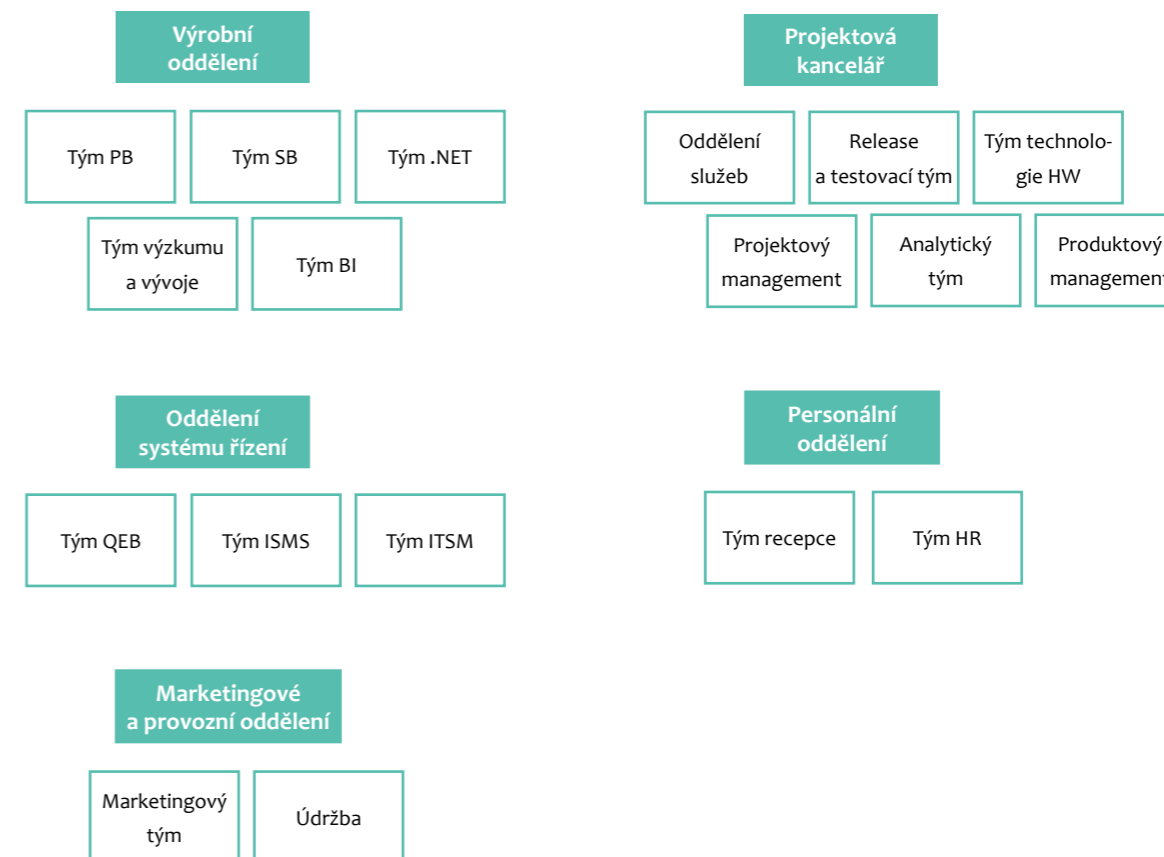 Výrobní
oddělení
Tým PB
Tým SB
Tým .NET
Tým výzkumu
a vývoje
Tým BI
Projektová
kancelář
Oddělení
služeb
Release
a testovací tým
Tým technolo-
gie HW
Projektový
management
Analytický
tým
Produktový
management
Oddělení
systému řízení
Tým QEB
Tým ISMS
Tým ITSM
Personální
oddělení
Tým recepce
Tým HR
Marketingové
a provozní oddělení
Marketingový
tým
Údržba